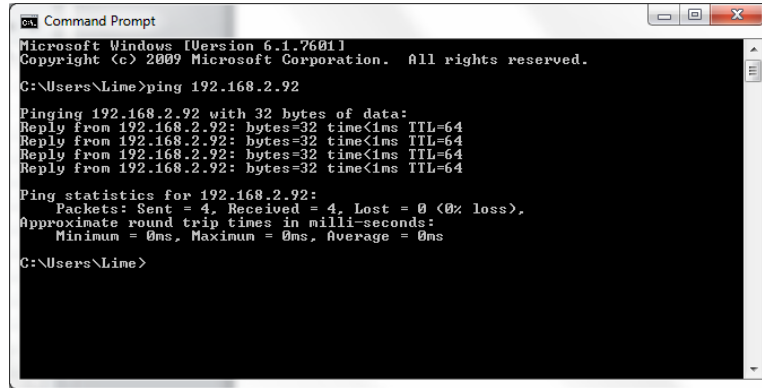 Command Prompt
Microsoft Windows [Version 6.1.7601]
Copyright (c) 2009 Microsoft Corporation.  All rights reserved.
C:\Users\Lime>ping 192.168.2.92
Pinging 192.168.2.92 with 32 bytes of data:
Reply from 192.168.2.92: bytes=32 time<1ms TTL=64
Reply from 192.168.2.92: bytes=32 time<1ms TTL=64
Reply from 192.168.2.92: bytes=32 time<1ms TTL=64
Reply from 192.168.2.92: bytes=32 time<1ms TTL=64
Ping statistics for 192.168.2.92:
    Packets: Sent = 4, Received = 4, Lost = 0 (0% loss),
Approximate round trip times in milli-seconds:
    Minimum = 0ms, Maximum = 0ms, Average = 0ms
C:\Users\Lime>